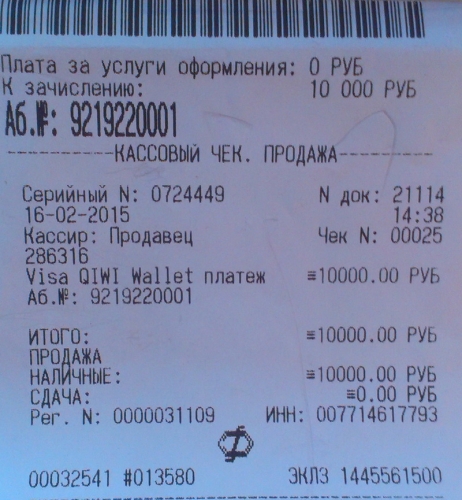 Плата за услуги оформления: 0 РУБ
К зачислению: 10 000 РУБ
Аб.№: 9219220001
----------КАССОВЫЙ ЧЕК. ПРОДАЖА---------
Серийный N: 0724449 N док: 21114
16-02-2015 14:38
Кассир: Продавец Чек N: 00025
286316
Visa QIWI Wallet платеж ≡10000.00 РУБ
Аб.№: 9219220001
ИТОГО: ≡10000.00 РУБ
ПРОДАЖА
НАЛИЧНЫЕ: ≡10000.00 РУБ
СДАЧА: ≡0.00 РУБ
Рег. N: 0000031109 ИНН: 007714617793
00032541 #013580 ЭКЛЗ 1445561500